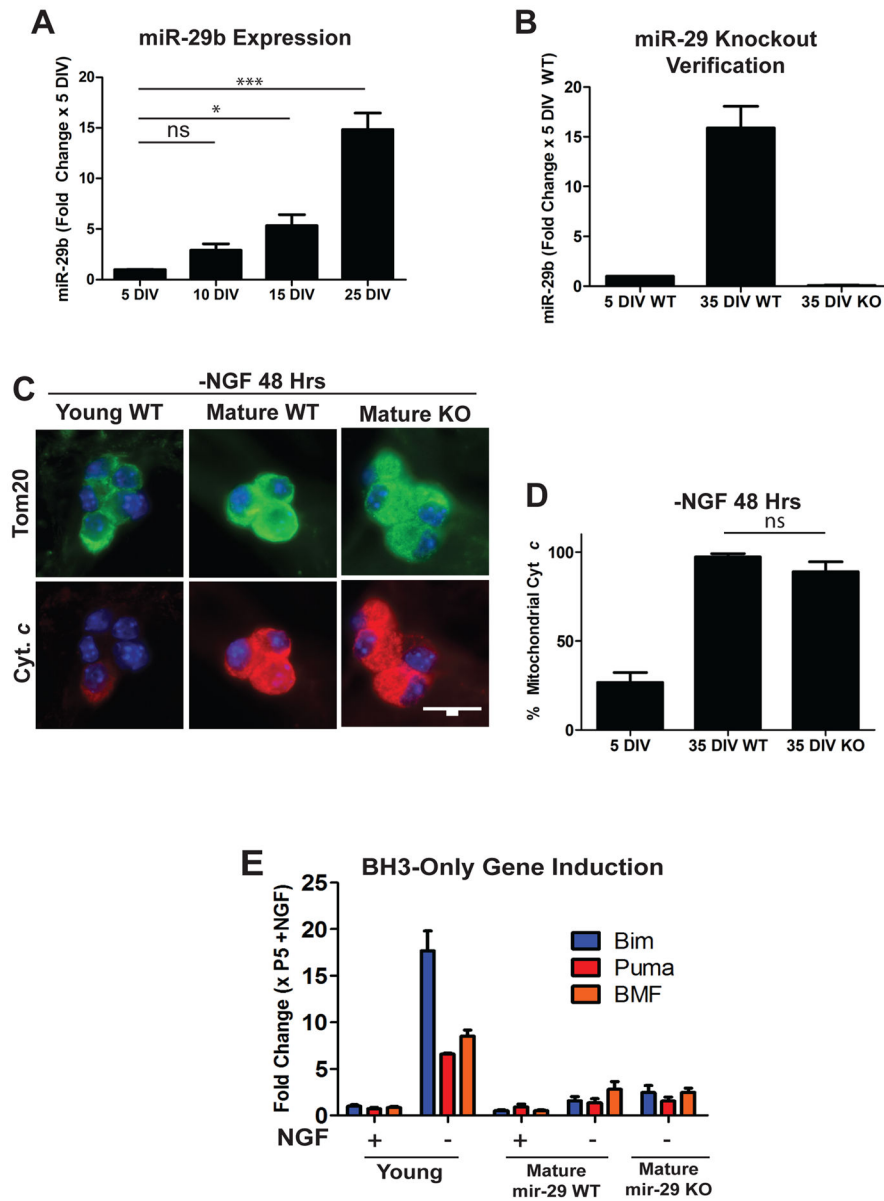 A
miR-29b Expression
miR-29b (Fold Change x 5 DIV)
20
15
10
5
0
***
*
ns
5 DIV
10 DIV
15 DIV
25 DIV
B
miR-29 Knockout
Verification
miR-29b (Fold Change x 5 DIV WT)
20
15
10
5
0
5 DIV WT
35 DIV WT
35 DIV KO
C
-NGF 48 Hrs
Young WT
Mature WT
Mature KO
Tom20
Cyt. c
D
-NGF 48 Hrs
ns
% Mitochondrial Cyt c
100
50
0
5 DIV
35 DIV WT
35 DIV KO
E
BH3-Only Gene Induction
Fold Change (x P5 +NGF)
25
20
15
10
5
0
Bim
Puma
BMF
NGF + - + - -
Young
Mature
mir-29 WT
Mature
mir-29 KO